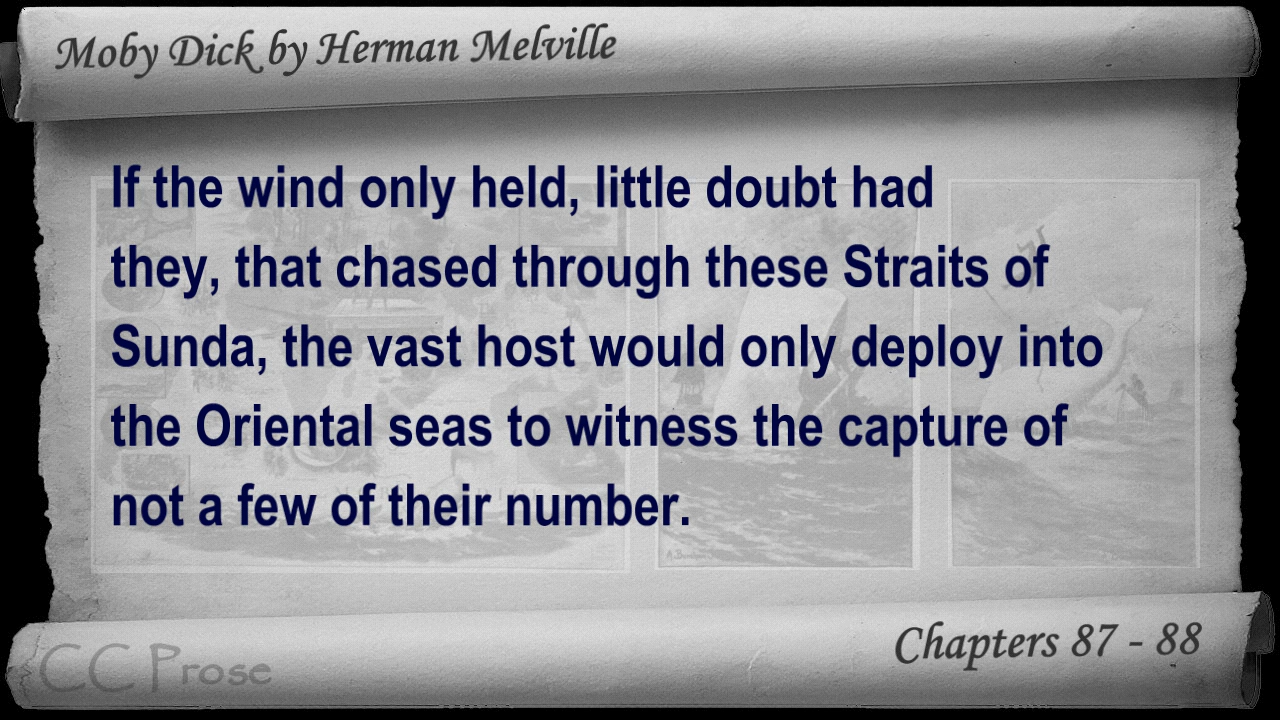 Moby Dick by Herman Melville
If the wind only held, little doubt had
they, that chased through these Straits of
Sunda, the vast host would only deploy into
the Oriental seas to witness the capture of
not a few of their number.
Chapters 87 - 88
CC Prose